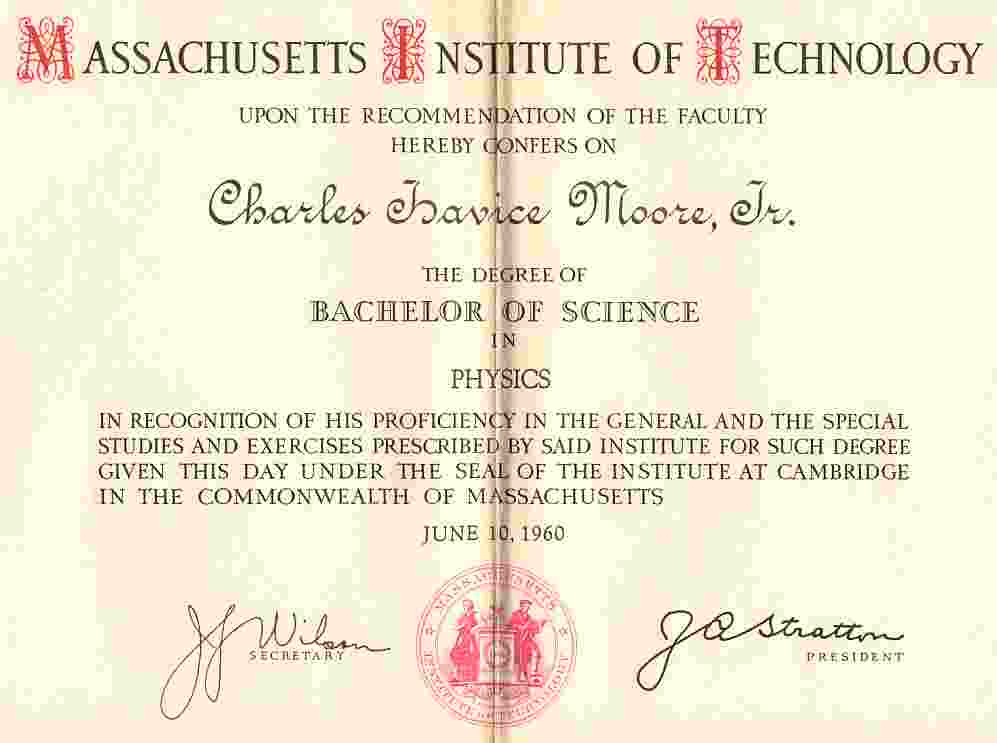 MASSACHUSETTS INSTITUTE OF TECHNOLOGY
UPON THE RECOMMENDATION OF THE FACULTY
HEREBY CONFERS ON
Charles Havice Moore, Jr.
THE DEGREE OF
BACHELOR OF SCIENCE
IN
PHYSICS
IN RECOGNITION OF HIS PROFICIENCY IN THE GENERAL AND THE SPECIAL
STUDIES AND EXERCISES PRESCRIBED BY SAID INSTITUTE FOR SUCH DEGREE
GIVEN THIS DAY UNDER THE SEAL OF THE INSTITUTE AT CAMBRIDGE
IN THE COMMONWEALTH OF MASSACHUSETTS
JUNE 10, 1960
MASSACHUSETTS
INSTITUTE OF TECHNOLOGY
JJ Wilson
SECRETARY
JA Stratton
PRESIDENT